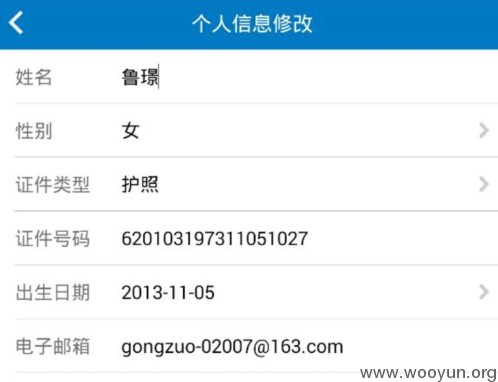 个人信息修改
姓名 鲁璟
性别 女
证件类型 护照
证件号码 620103197311051027
出生日期 2013-11-05
电子邮箱 gongzuo-02007@163.com
www.wooyun.org